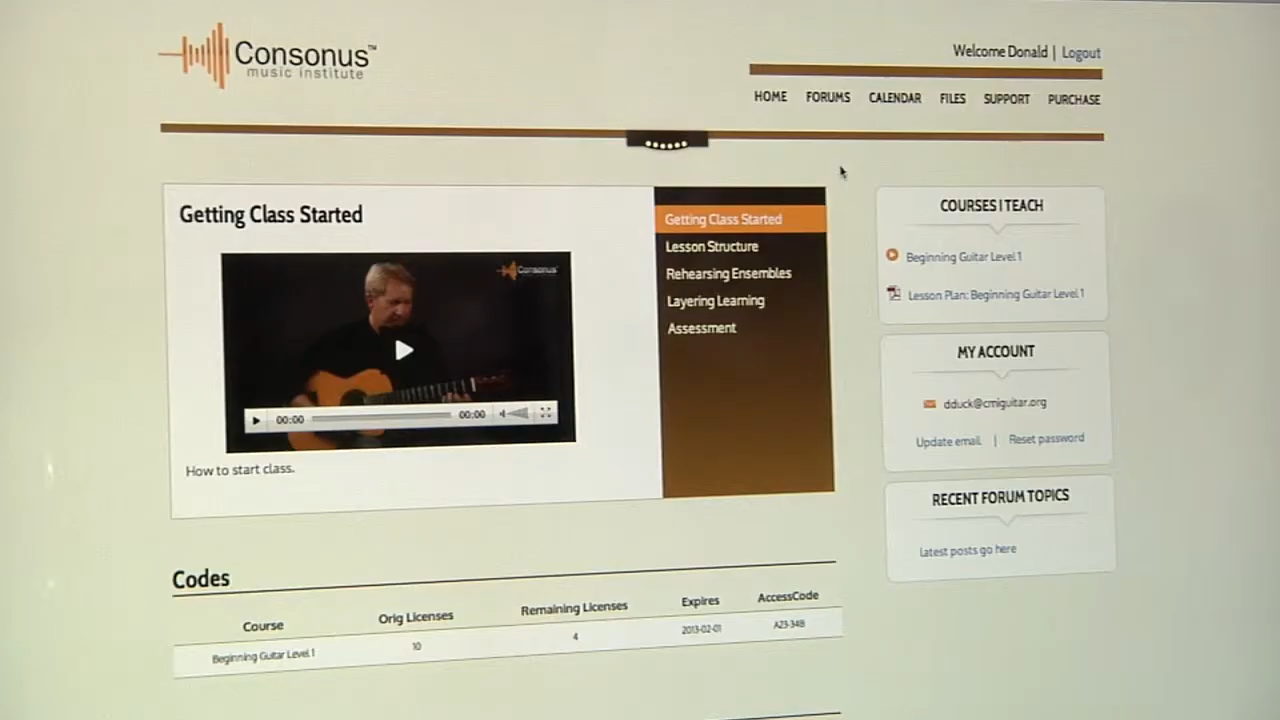 Consonus™
music institute
Welcome Donald | Logout
HOME FORUMS CALENDAR FILES SUPPORT PURCHASE
Getting Class Started
Consonus
00:00 00:00
How to start class.
Getting Class Started
Lesson Structure
Rehearsing Ensembles
Layering Learning
Assessment
COURSES I TEACH
Beginning Guitar Level 1
Lesson Plan: Beginning Guitar Level 1
MY ACCOUNT
dduck@cmiguitar.org
Update email | Reset password
RECENT FORUM TOPICS
Latest posts go here
Codes
Course Orig Licenses Remaining Licenses Expires AccessCode
Beginning Guitar Level 1 10 4 2013-02-01 A23-34B